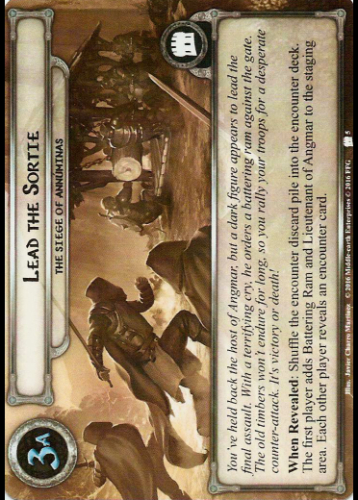 3A
LEAD THE SORTIE
THE SIEGE OF ANNÚMINAS
You've held back the host of Angmar, but a dark figure appears to lead the
final assault. With a terrifying cry, he orders a battering ram against the gate.
The old timbers won't endure for long, so you rally your troops for a desperate
counter-attack. It's victory or death!
When Revealed: Shuffle the encounter discard pile into the encounter deck.
The first player adds Battering Ram and Lieutenant of Angmar to the staging
area. Each other player reveals an encounter card.
Illus. Javier Charro Martínez © 2016 Middle-earth Enterprises © 2016 FFG 5